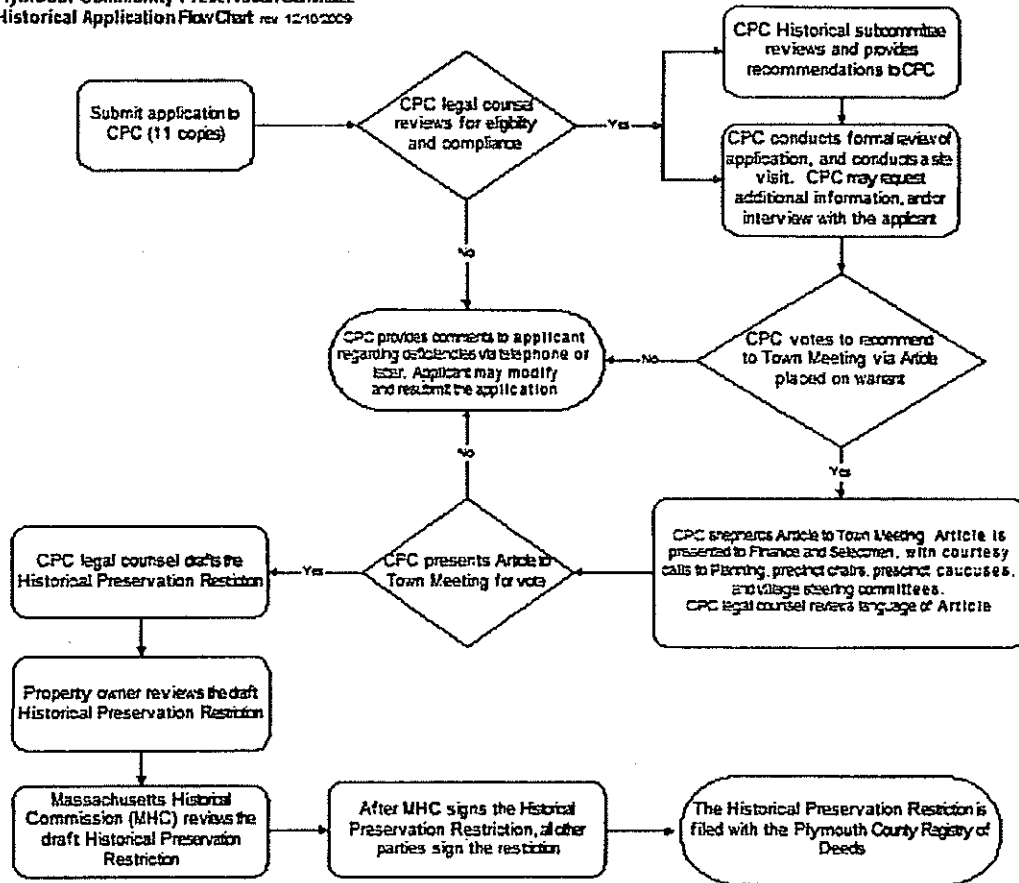 Historical Application Flow Chart rev 12/10/2009
Submit application to
CPC (11 copies)
CPC legal counsel
reviews for eligibility
and compliance
Yes
CPC Historical subcommittee
reviews and provides
recommendations to CPC
CPC conducts formal review of
application, and conducts a site
visit. CPC may request
additional information, and/or
interview with the applicant
No
CPC provides comments to applicant
regarding deficiencies via telephone or
letter. Applicant may modify
and resubmit the application
No
CPC votes to recommend
to Town Meeting via Article
placed on warrant
Yes
No
CPC legal counsel drafts the
Historical Preservation Restriction
Yes
CPC presents Article to
Town Meeting for vote
CPC shepherds Article to Town Meeting. Article is
presented to Finance and Selectmen, with courtesy
calls to Planning, precinct chairs, presinct caucuses,
and village steering committees.
CPC legal counsel reviews language of Article
Property owner reviews the draft
Historical Preservation Restriction
Massachusetts Historical
Commission (MHC) reviews the
draft Historical Preservation
Restriction
After MHC signs the Historical
Preservation Restriction, all other
parties sign the restriction
The Historical Preservation Restriction is
filed with the Plymouth County Registry of
Deeds